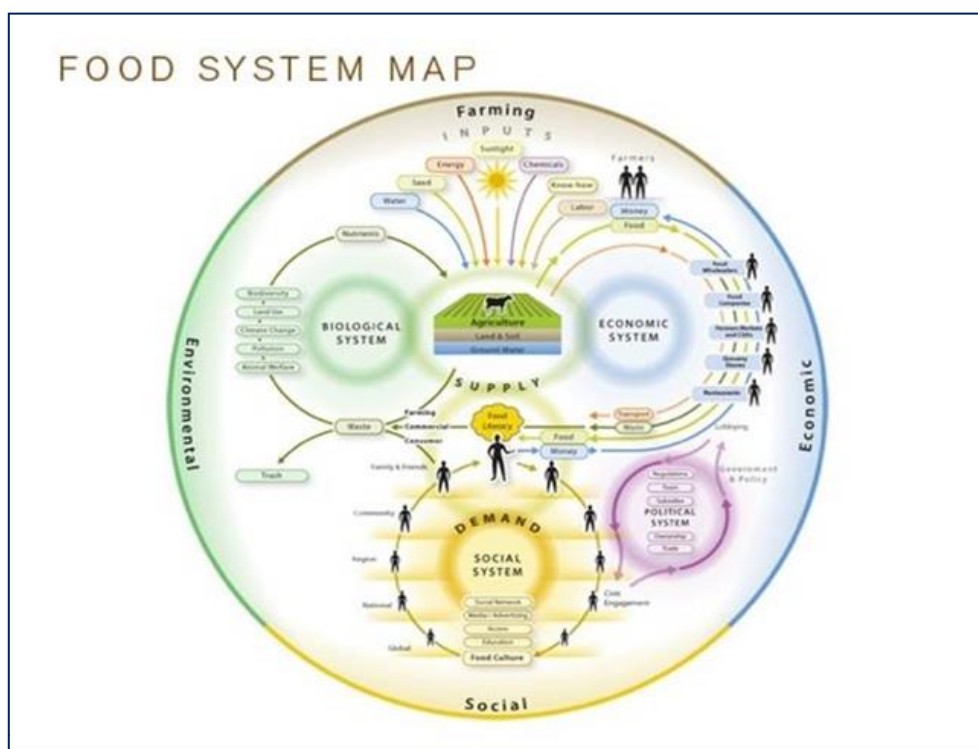 FOOD SYSTEM MAP
Farming
INPUTS
Sunlight
Energy
Chemicals
Seed
Know How
Water
Labor
Farmers
Money
Food
Nutrients
Food
Wholesalers
Biodiversity
Land Use
Climate Change
Pollution
Animal Welfare
BIOLOGICAL
SYSTEM
Agriculture
Land & Soil
Ground Water
ECONOMIC
SYSTEM
Food
Companies
Farmers Markets
and CSAs
Grocery
Stores
Restaurants
SUPPLY
Environmental
Economic
Farming
Commercial
Consumer
Waste
Trash
Food
Literacy
Transport
Waste
Food
Money
Lobbying
Government
& Policy
Family & Friends
Community
Region
National
Global
DEMAND
SOCIAL
SYSTEM
Social Network
Media / Advertising
Access
Education
Food Culture
Regulations
Subsidies
POLITICAL
SYSTEM
Ownership
Trade
Civic
Engagement
Social